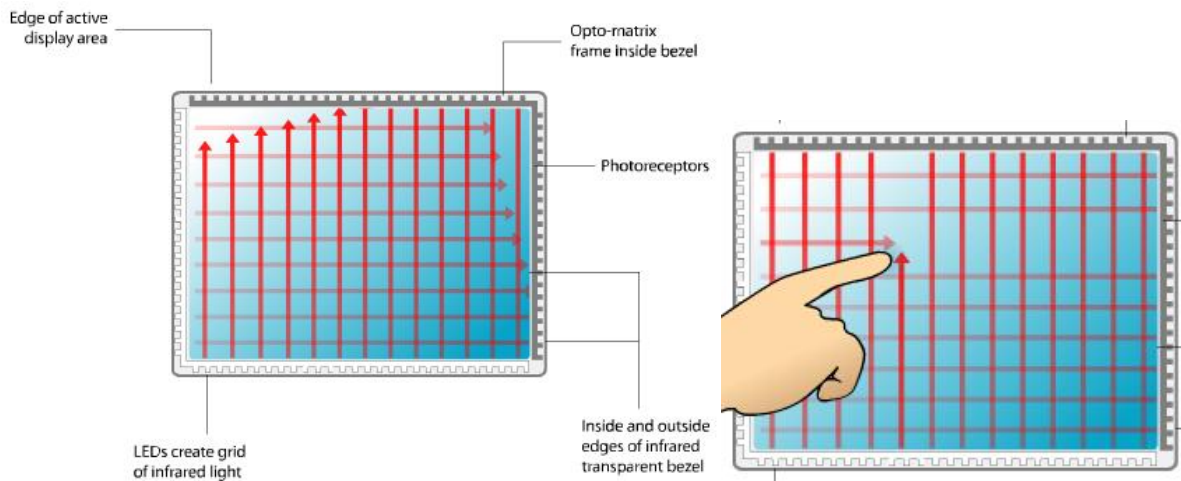 Edge of active
display area
Opto-matrix
frame inside bezel
Photoreceptors
LEDs create grid
of infrared light
Inside and outside
edges of infrared
transparent bezel